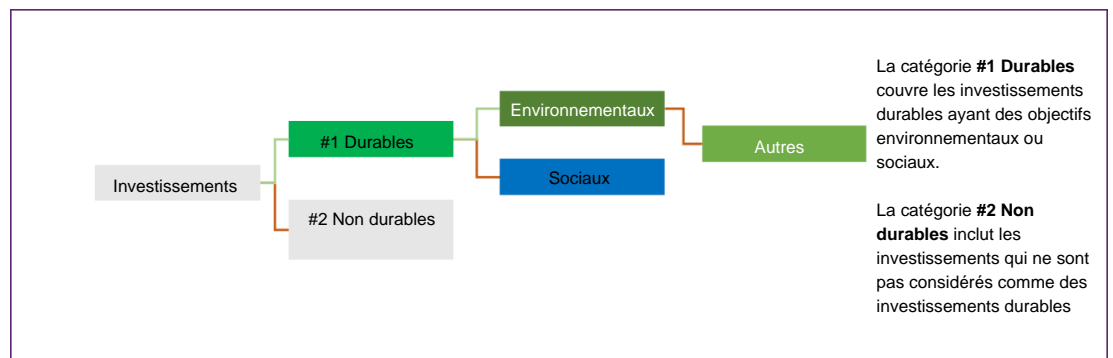 Investissements
#1 Durables
#2 Non durables
Environnementaux
Sociaux
Autres
La catégorie #1 Durables
couvre les investissements
durables ayant des objectifs
environnementaux ou
sociaux.
La catégorie #2 Non
durables inclut les
investissements qui ne sont
pas considérés comme des
investissements durables